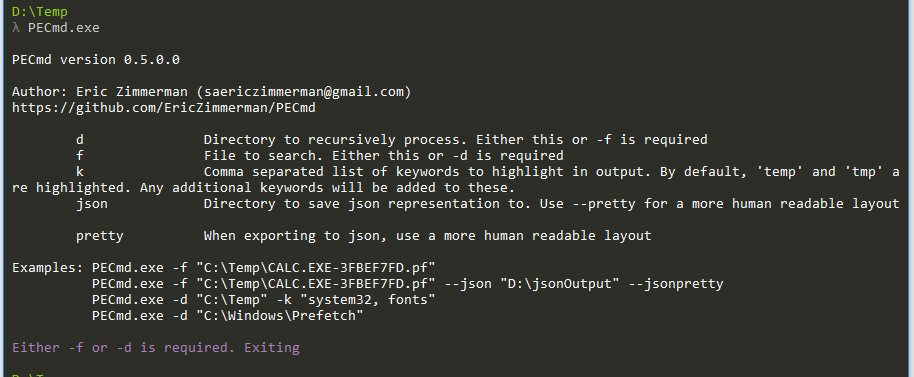 D:\Temp
λ PECmd.exe
PECmd version 0.5.0.0
Author: Eric Zimmerman (saericzimmerman@gmail.com)
https://github.com/EricZimmerman/PECmd
d Directory to recursively process. Either this or -f is required
f File to search. Either this or -d is required
k Comma separated list of keywords to highlight in output. By default, 'temp' and 'tmp' a
re highlighted. Any additional keywords will be added to these.
json Directory to save json representation to. Use --pretty for a more human readable layout
pretty When exporting to json, use a more human readable layout
Examples: PECmd.exe -f "C:\Temp\CALC.EXE-3FBEF7FD.pf"
PECmd.exe -f "C:\Temp\CALC.EXE-3FBEF7FD.pf" --json "D:\jsonOutput" --jsonpretty
PECmd.exe -d "C:\Temp" -k "system32, fonts"
PECmd.exe -d "C:\Windows\Prefetch"
Either -f or -d is required. Exiting